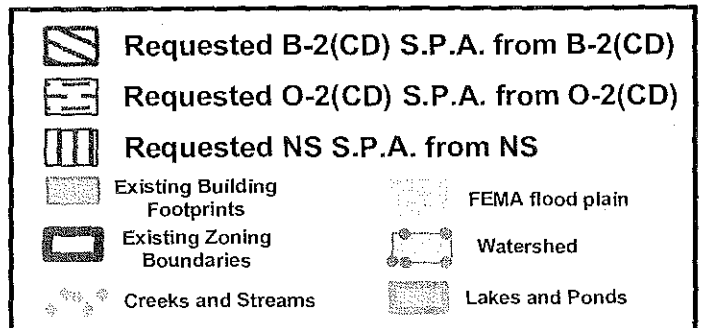 Requested B-2(CD) S.P.A. from B-2(CD)
Requested O-2(CD) S.P.A. from O-2(CD)
Requested NS S.P.A. from NS
Existing Building
Footprints
FEMA flood plain
Existing Zoning
Boundaries
Watershed
Creeks and Streams
Lakes and Ponds